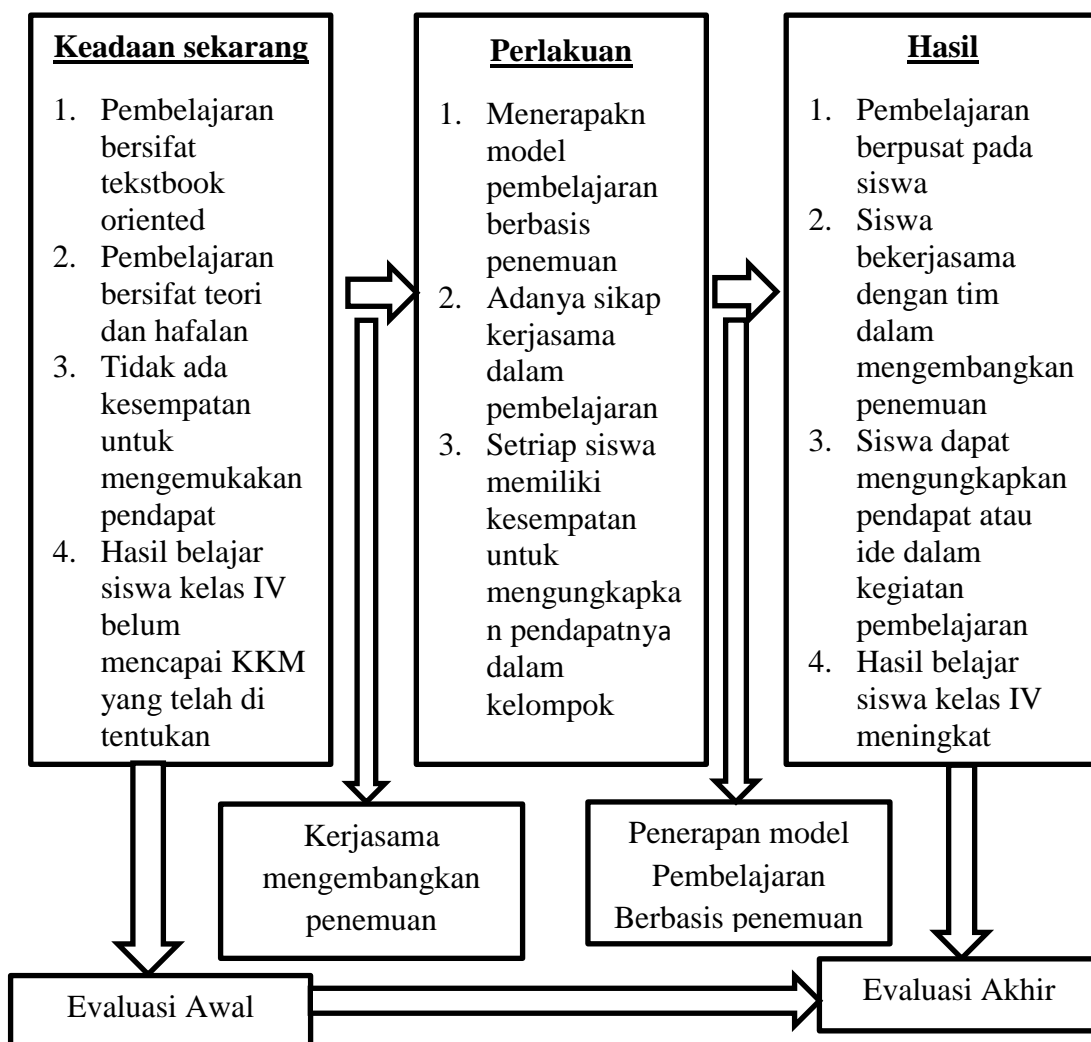 Keadaan sekarang
1. Pembelajaran
bersifat
tekstbook
oriented
2. Pembelajaran
bersifat teori
dan hafalan
3. Tidak ada
kesempatan
untuk
mengemukakan
pendapat
4. Hasil belajar
siswa kelas IV
belum
mencapai KKM
yang telah di
tentukan
Perlakuan
1. Menerapakn
model
pembelajaran
berbasis
penemuan
2. Adanya sikap
kerjasama
dalam
pembelajaran
3. Setriap siswa
memiliki
kesempatan
untuk
mengungkapka
n pendapatnya
dalam
kelompok
Hasil
1. Pembelajaran
berpusat pada
siswa
2. Siswa
bekerjasama
dengan tim
dalam
mengembangkan
penemuan
3. Siswa dapat
mengungkapkan
pendapat atau
ide dalam
kegiatan
pembelajaran
4. Hasil belajar
siswa kelas IV
meningkat
Kerjasama
mengembangkan
penemuan
Penerapan model
Pembelajaran
Berbasis penemuan
Evaluasi Awal
Evaluasi Akhir